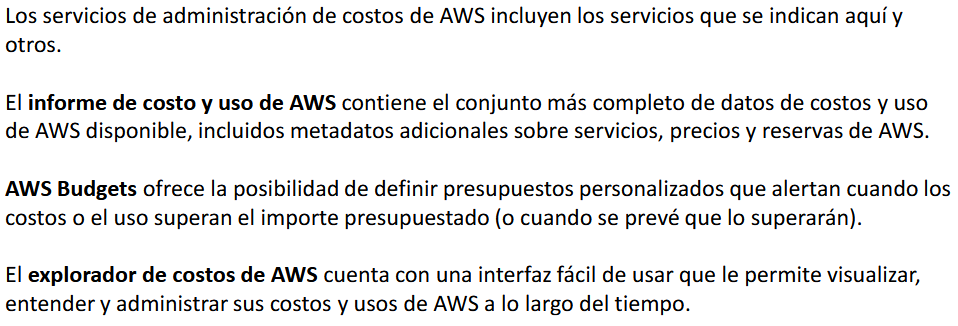 Los servicios de administración de costos de AWS incluyen los servicios que se indican aquí y
otros.
El informe de costo y uso de AWS contiene el conjunto más completo de datos de costos y uso
de AWS disponible, incluidos metadatos adicionales sobre servicios, precios y reservas de AWS.
AWS Budgets ofrece la posibilidad de definir presupuestos personalizados que alertan cuando los
costos o el uso superan el importe presupuestado (o cuando se prevé que lo superarán).
El explorador de costos de AWS cuenta con una interfaz fácil de usar que le permite visualizar,
entender y administrar sus costos y usos de AWS a lo largo del tiempo.